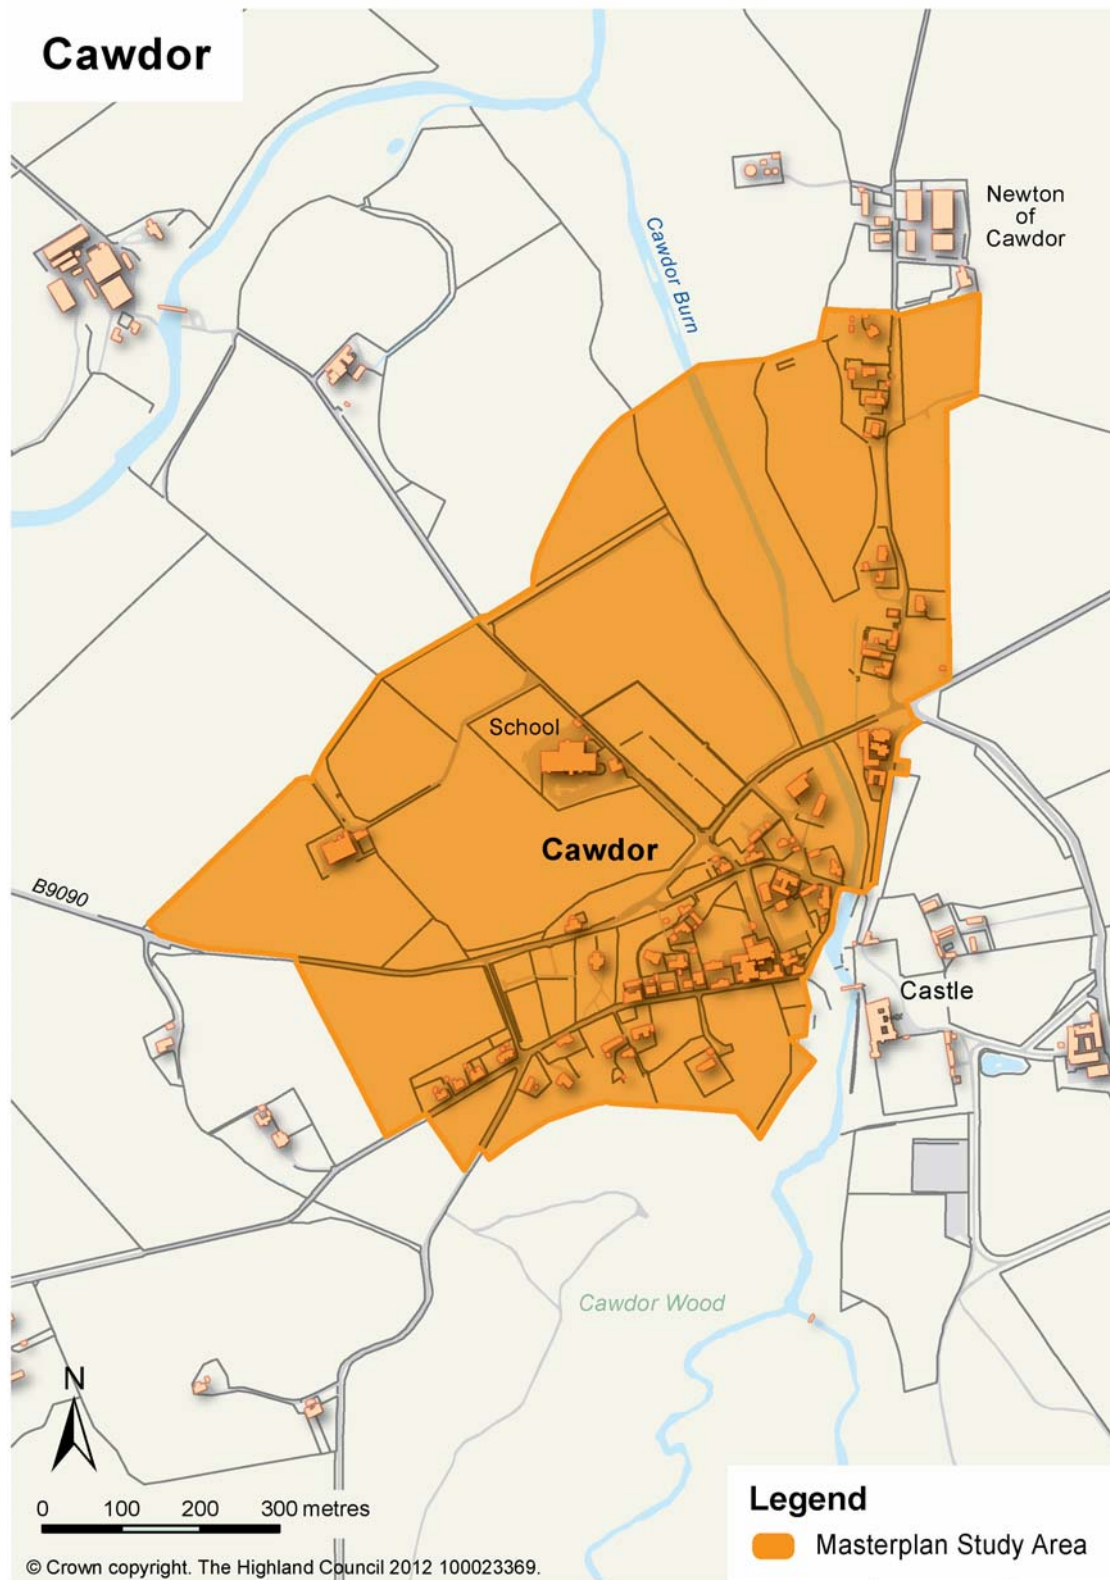 Cawdor
Newton
of
Cawdor
Cawdor Burn
School
Cawdor
B9090
Castle
Cawdor Wood
N
0 100 200 300 metres
© Crown copyright. The Highland Council 2012 100023369.
Legend
Masterplan Study Area